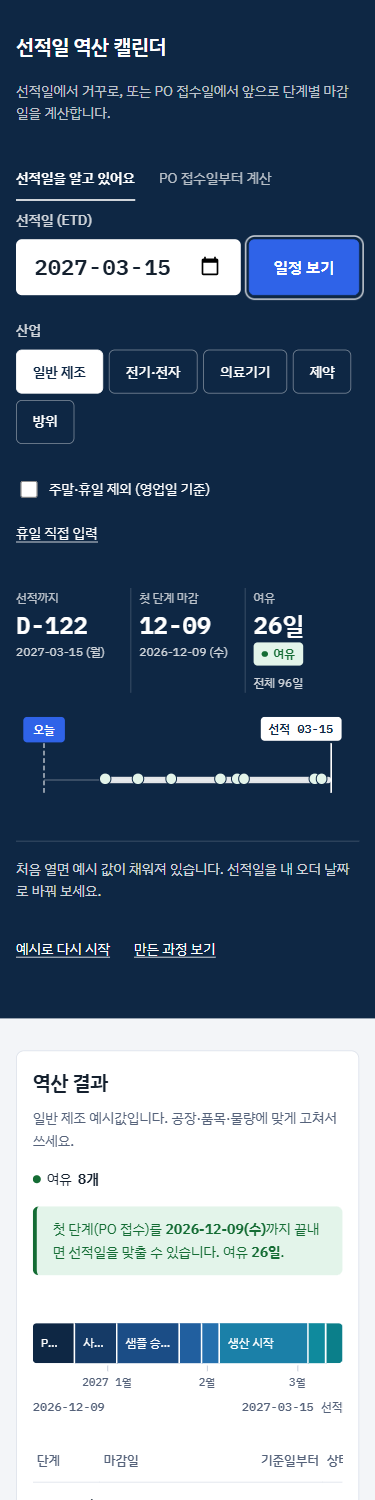 선적일 역산 캘린더
선적일에서 거꾸로, 또는 PO 접수일에서 앞으로 단계별 마감
일을 계산합니다.
선적일을 알고 있어요 PO 접수일부터 계산
선적일 (ETD)
2027-03-15 일정 보기
산업
일반 제조 전기·전자 의료기기 제약
방위
주말·휴일 제외 (영업일 기준)
휴일 직접 입력
선적까지 첫 단계 마감 여유
D-122 12-09 26일
2027-03-15 (월) 2026-12-09 (수) 여유
전체 96일
오늘 선적 03-15
처음 열면 예시 값이 채워져 있습니다. 선적일을 내 오더 날짜
로 바꿔 보세요.
예시로 다시 시작 만든 과정 보기
역산 결과
일반 제조 예시값입니다. 공장·품목·물량에 맞게 고쳐서
쓰세요.
여유 8개
첫 단계(PO 접수)를 2026-12-09(수)까지 끝내
면 선적일을 맞출 수 있습니다. 여유 26일.
P... 사... 샘플 승... 생산 시작
2027 1월 2월 3월
2026-12-09 2027-03-15 선적
단계 마감일 기준일부터